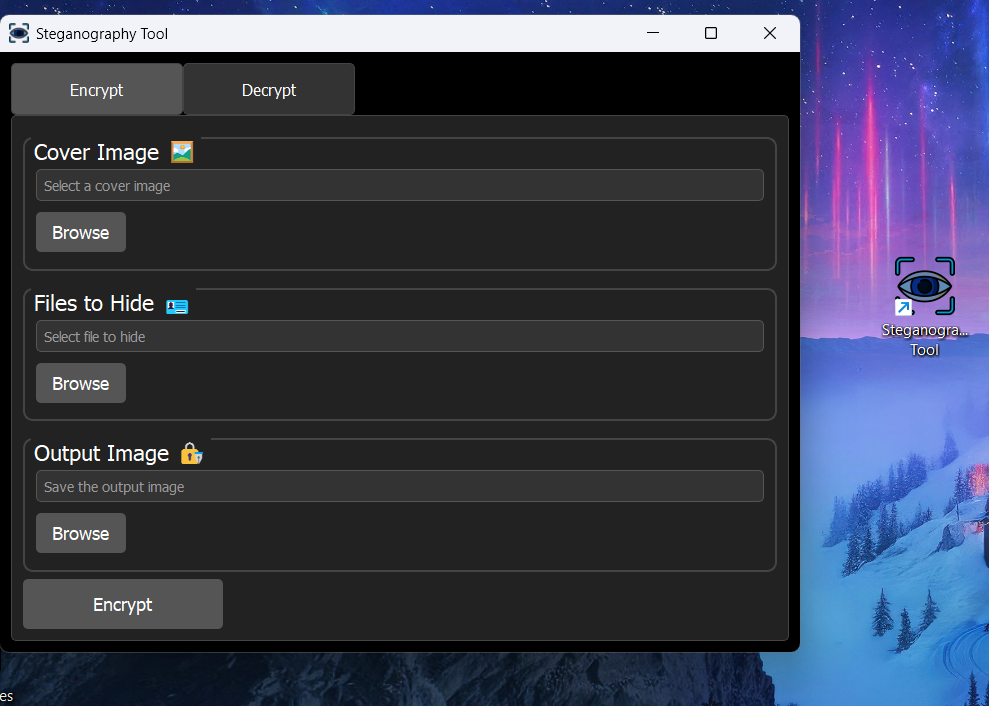 Steganography Tool
Encrypt
Decrypt
Cover Image
Select a cover image
Browse
Files to Hide
Select file to hide
Browse
Output Image
Save the output image
Browse
Encrypt
Steganogra...
Tool
es